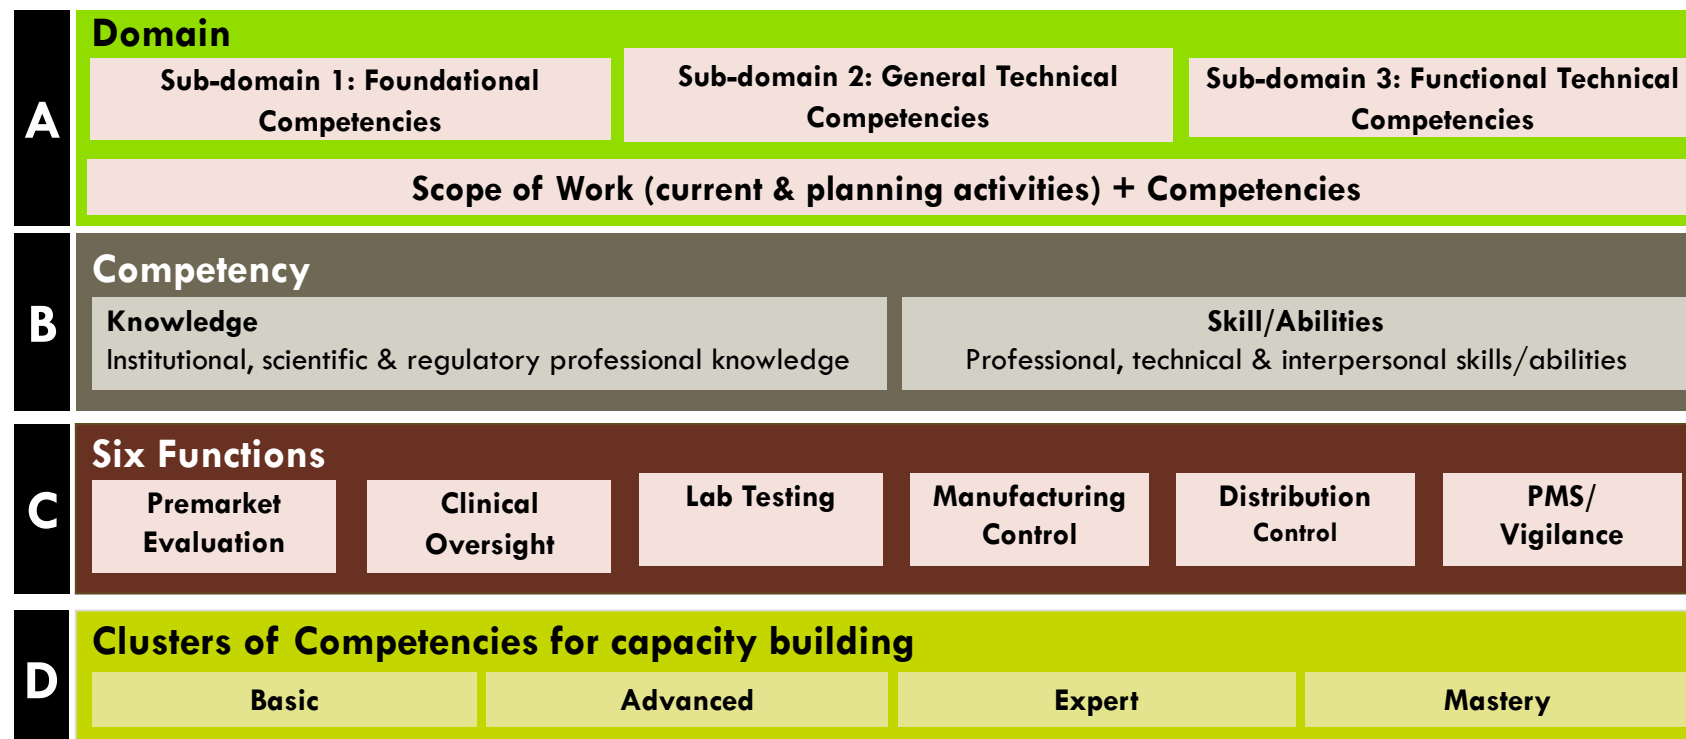 A
Domain
Sub-domain 1: Foundational
Competencies
Sub-domain 2: General Technical
Competencies
Sub-domain 3: Functional Technical
Competencies
Scope of Work (current & planning activities) + Competencies
B
Competency
Knowledge
Institutional, scientific & regulatory professional knowledge
Skill/Abilities
Professional, technical & interpersonal skills/abilities
C
Six Functions
Premarket
Evaluation
Clinical
Oversight
Lab Testing
Manufacturing
Control
Distribution
Control
PMS/
Vigilance
D
Clusters of Competencies for capacity building
Basic
Advanced
Expert
Mastery